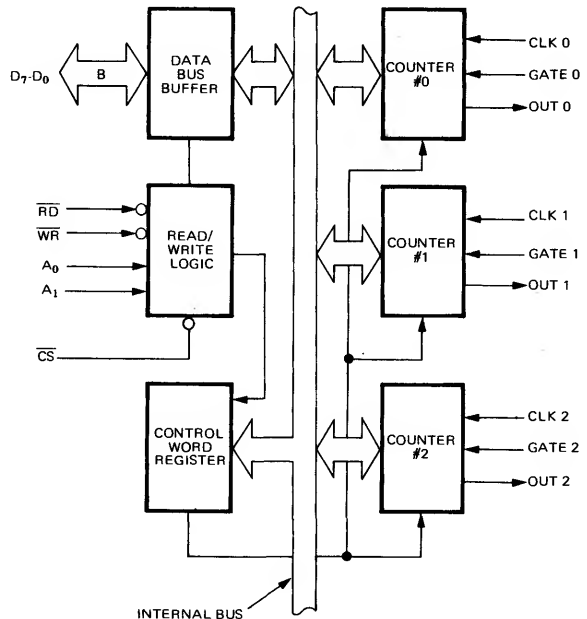 D7-D0
B
DATA
BUS
BUFFER
RD
WR
A0
A1
READ/
WRITE
LOGIC
CS
CONTROL
WORD
REGISTER
INTERNAL BUS
COUNTER
#0
CLK 0
GATE 0
OUT 0
COUNTER
#1
CLK 1
GATE 1
OUT 1
COUNTER
#2
CLK 2
GATE 2
OUT 2